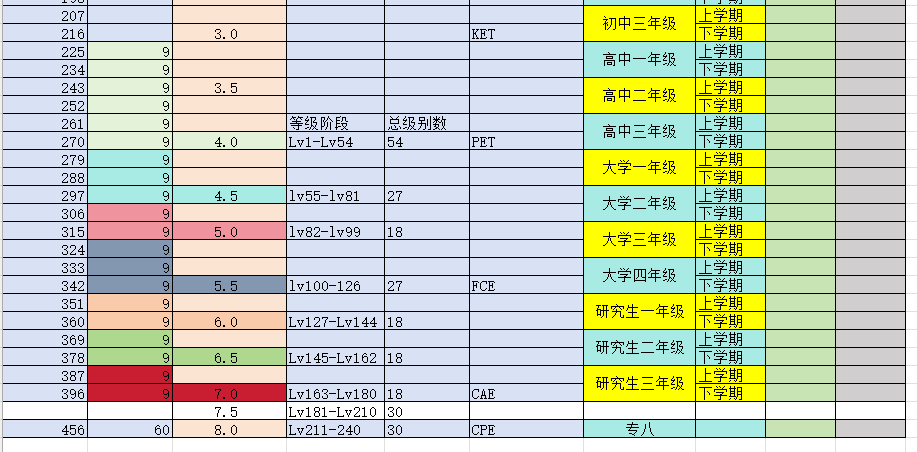 207 初中三年级 上学期
216 3.0 KET 下学期
225 9 高中一年级 上学期
234 9 下学期
243 9 3.5 高中二年级 上学期
252 9 下学期
261 9 等级阶段 总级别数 高中三年级 上学期
270 9 4.0 Lv1-Lv54 54 PET 下学期
279 9 大学一年级 上学期
288 9 下学期
297 9 4.5 lv55-lv81 27 大学二年级 上学期
306 9 下学期
315 9 5.0 lv82-lv99 18 大学三年级 上学期
324 9 下学期
333 9 大学四年级 上学期
342 9 5.5 lv100-126 27 FCE 下学期
351 9 研究生一年级 上学期
360 9 6.0 Lv127-Lv144 18 下学期
369 9 研究生二年级 上学期
378 9 6.5 Lv145-Lv162 18 下学期
387 9 研究生三年级 上学期
396 9 7.0 Lv163-Lv180 18 CAE 下学期
7.5 Lv181-Lv210 30
456 60 8.0 Lv211-240 30 CPE 专八